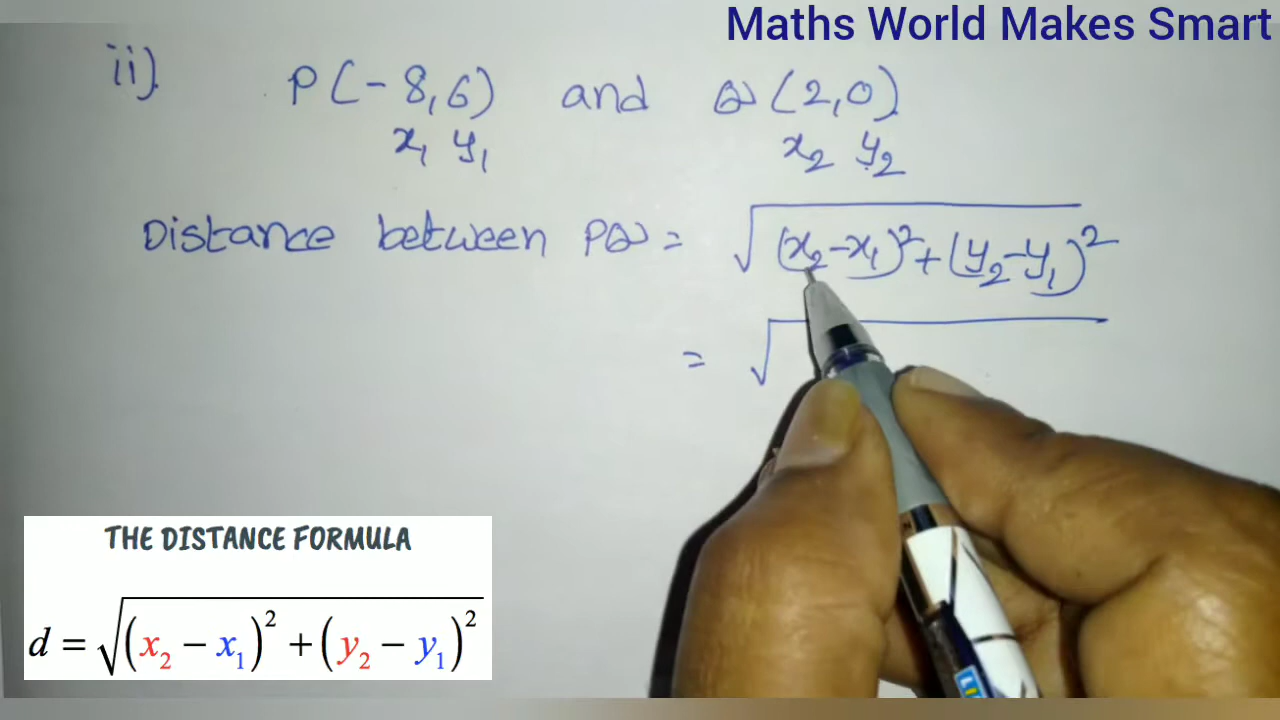 Maths World Makes Smart
ii). P(-8,6) and Q(2,0).
x₁ y₁ x₂ y₂
Distance between PQ = √(x₂-x₁)²+(y₂-y₁)²
= √
THE DISTANCE FORMULA
d = √(x₂ − x₁)² + (y₂ − y₁)²
LI